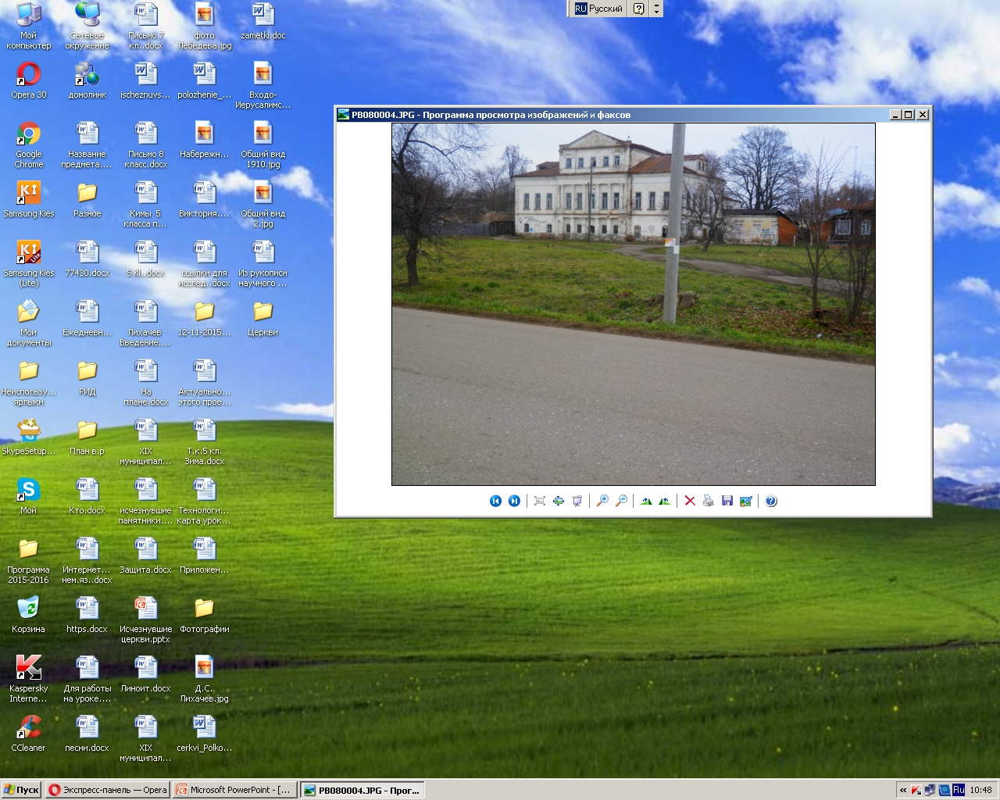 RU Русский
Мой
компьютер
Сетевое
окружение
Письмо 7
кл..docx
фото
Лебедева.jpg
zametki.doc
Opera 30
домолинк
ischeznuvs...
polozhenie_...
Входо-
Иерусалимс...
Google
Chrome
Название
предмета....
Письмо 8
класс.docx
Набережн...
Общий вид
1910.jpg
Samsung Kies
Разное
Кимы 5
класса п...
Виктория....
Общий вид
2.jpg
Samsung Kies
(Lite)
77430.docx
5 kl..docx
ссылки для
исслед..docx
Из рукописи
научного ...
Мои
документы
Ежедневн...
Лихачев
Введение....
12-11-2015...
Церкви
Неиспользу...
ярлыки
РИД
На
плане.docx
Актуально...
этого прое...
SkypeSetup...
План в.р
XIX
муниципал...
Т.к.5 кл.
Зима.docx
Мой
Кто.docx
исчезнувшие
памятники....
Технологи...
карта урок...
Программа
2015-2016
Интернет...
нем.яз..docx
Защита.docx
Приложен...
Корзина
https.docx
Исчезнувшие
церкви.pptx
Фотографии
Kaspersky
Interne...
Для работы
на уроке....
Линоит.docx
Д.С.
Лихачев.jpg
CCleaner
песни.docx
XIX
муниципал...
cerkvi_Polko...
PB080004.JPG - Программа просмотра изображений и факсов
Пуск
Экспресс-панель — Opera
Microsoft PowerPoint - [...
PB080004.JPG - Прог...
«
Ru
10:48